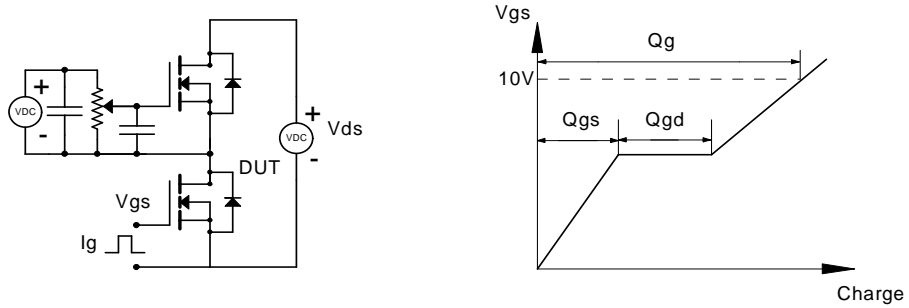 +
VDC
-
+
VDC
-
Vds
DUT
Vgs
Ig
Vgs
Qg
10V
Qgs
Qgd
Charge